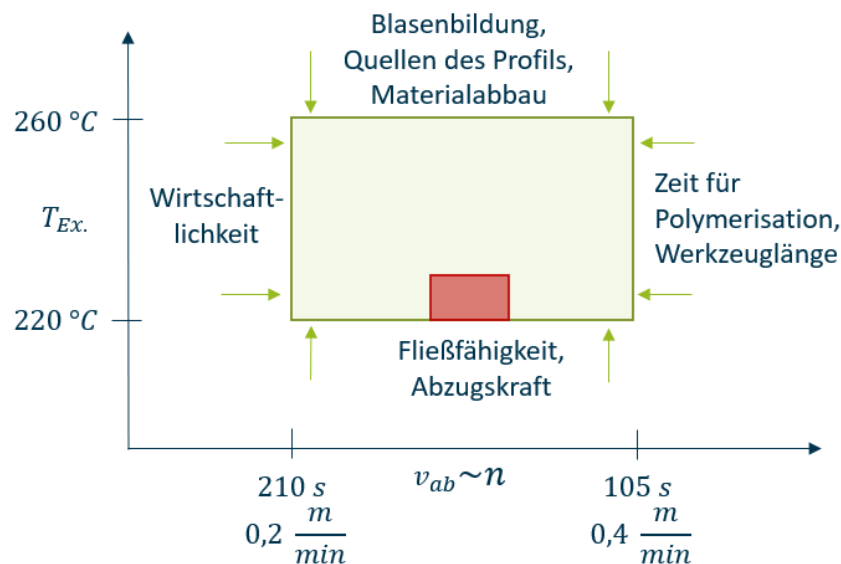 Blasenbildung,
Quellen des Profils,
Materialabbau
260 °C
Wirtschaft-
lichkeit
T_Ex.
Zeit für
Polymerisation,
Werkzeuglänge
220 °C
Fließfähigkeit,
Abzugskraft
v_ab~n
210 s
0,2 m/min
105 s
0,4 m/min